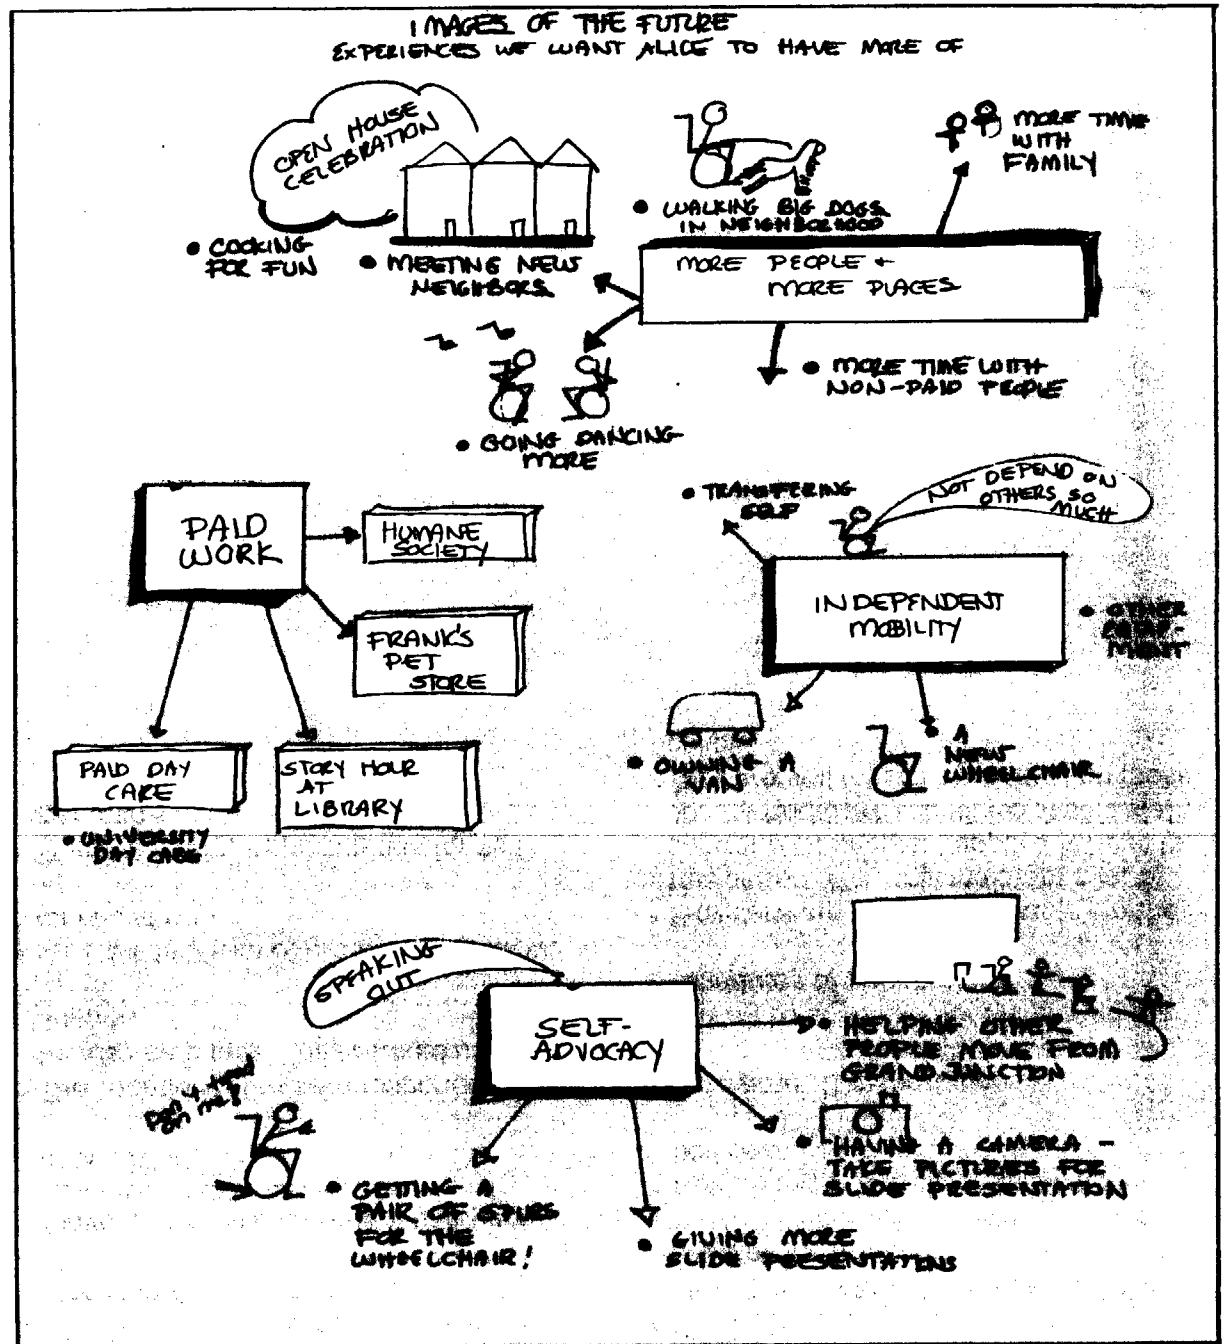 IMAGES OF THE FUTURE
EXPERIENCES WE WANT ALICE TO HAVE MORE OF
OPEN HOUSE
CELEBRATION
MORE TIME
WITH
FAMILY
• WALKING BIG DOGS
IN NEIGHBORHOOD
• COOKING
FOR FUN
• MEETING NEW
NEIGHBORS
MORE PEOPLE +
MORE PLACES
• MORE TIME WITH
NON-PAID PEOPLE
• GOING DANCING
MORE
PAID
WORK
HUMANE
SOCIETY
FRANK'S
PET
STORE
PAID DAY
CARE
• UNIVERSITY
DAY CARE
STORY HOUR
AT
LIBRARY
• TRANSFERING
SELF
NOT DEPEND ON
OTHERS SO
MUCH
INDEPENDENT
MOBILITY
• OTHER
EQUIP-
MENT
• OWNING A
VAN
• A
NEW
WHEELCHAIR
SPEAKING
OUT
SELF-
ADVOCACY
• HELPING OTHER
PEOPLE MOVE FROM
GRAND JUNCTION
• HAVING A CAMERA -
TAKE PICTURES FOR
SLIDE PRESENTATION
Don't tread
on me!
• GETTING A
PAIR OF SPURS
FOR THE
WHEELCHAIR!
• GIVING MORE
SLIDE PRESENTATIONS